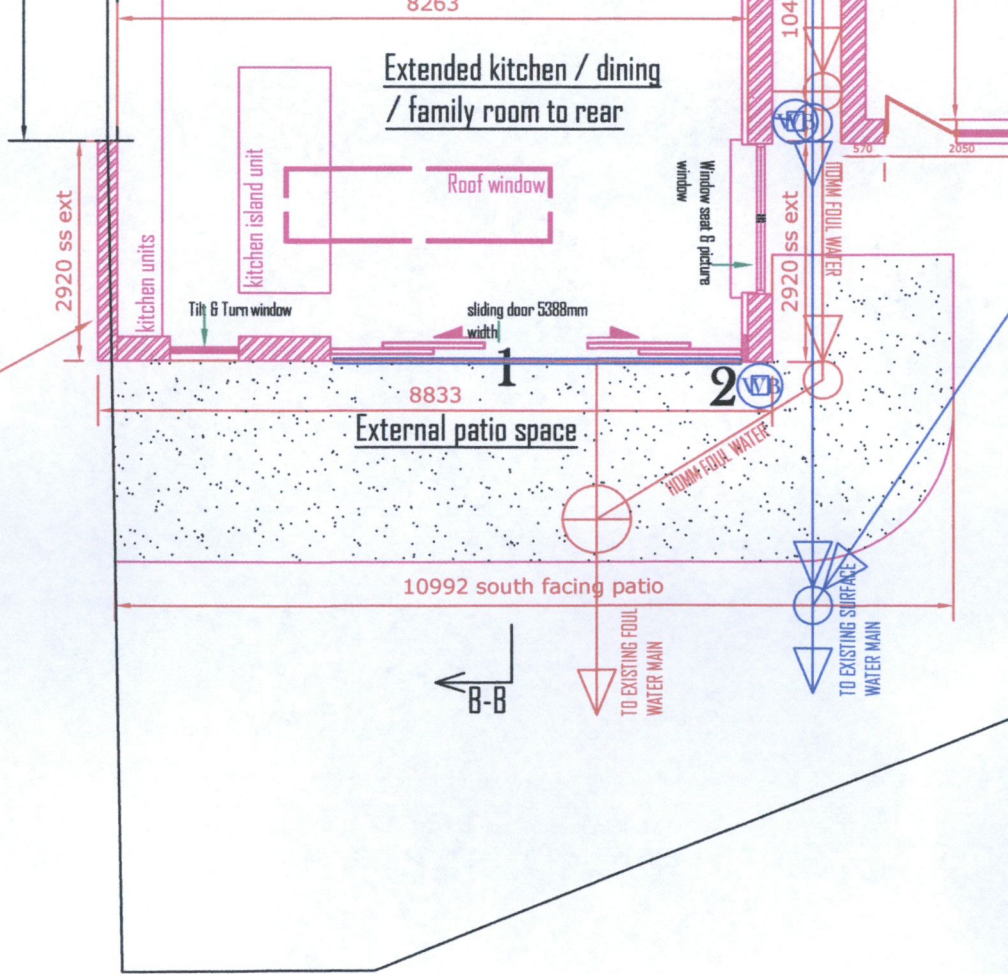 8263
104
Extended kitchen / dining
/ family room to rear
570
2050
2920 ss ext
kitchen units
kitchen island unit
Roof window
Window seat & picture
window
2920 ss ext
110MM FOUL WATER
Tilt & Turn window
sliding door 5388mm
width
1
2
WB
8833
External patio space
110MM FOUL WATER
10992 south facing patio
B-B
TO EXISTING FOUL
WATER MAIN
TO EXISTING SURFACE
WATER MAIN